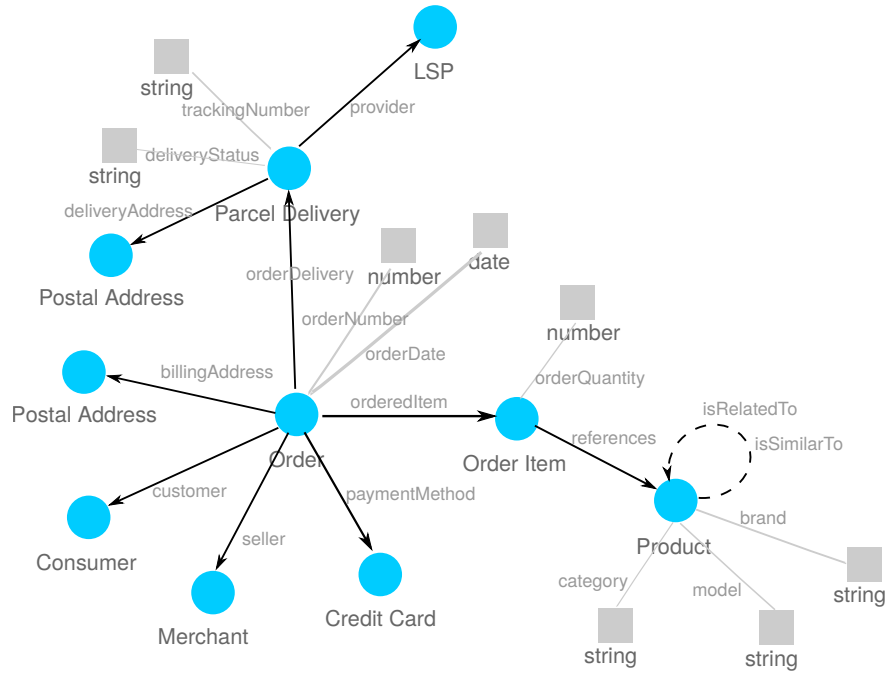 LSP
string
trackingNumber
provider
string
deliveryStatus
deliveryAddress
Parcel Delivery
Postal Address
orderDelivery
number
date
orderNumber
number
orderDate
billingAddress
orderQuantity
Postal Address
orderedItem
isRelatedTo
references
isSimilarTo
Order
Order Item
customer
paymentMethod
brand
seller
Product
Consumer
category
model
string
Credit Card
Merchant
string
string